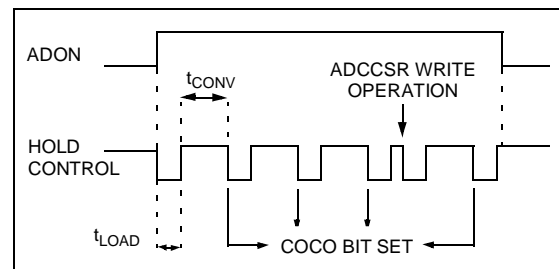 ADON
tCONV
ADCCSR WRITE
OPERATION
HOLD
CONTROL
tLOAD
COCO BIT SET